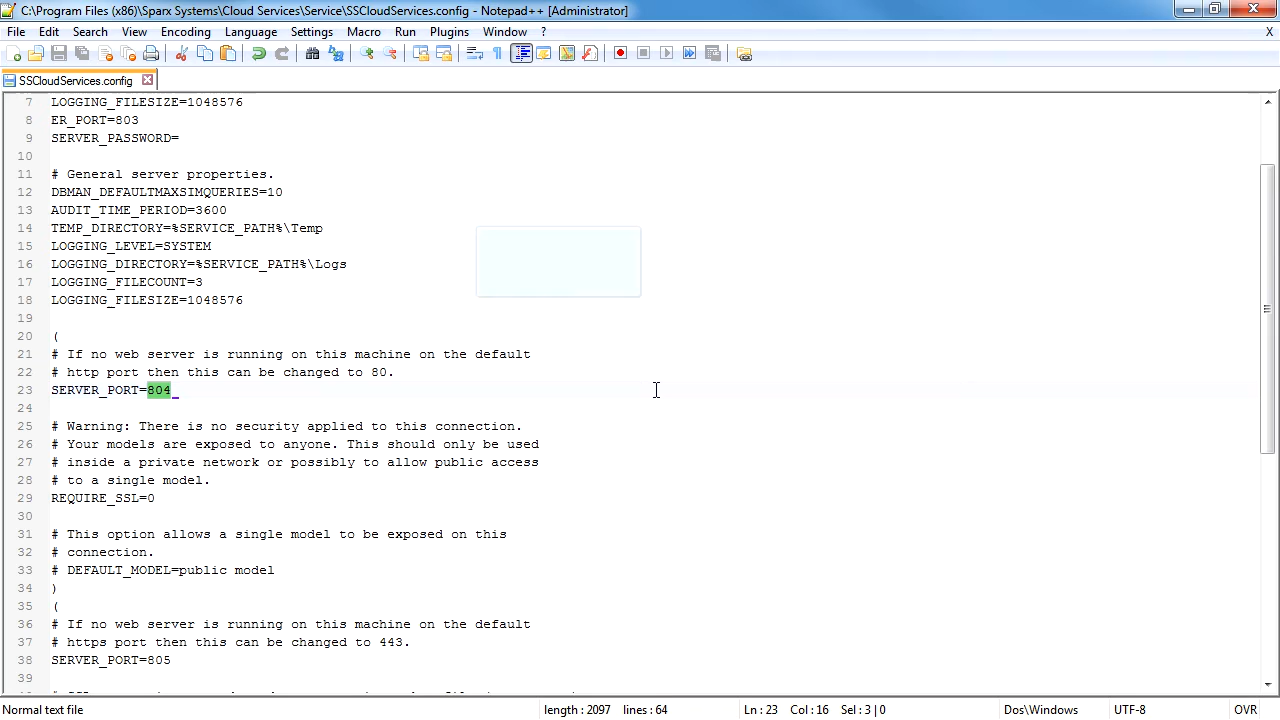 C:\Program Files (x86)\Sparx Systems\Cloud Services\Service\SSCloudServices.config - Notepad++ [Administrator]
File Edit Search View Encoding Language Settings Macro Run Plugins Window ? X
SSCloudServices.config
7 LOGGING_FILESIZE=1048576
8 ER_PORT=803
9 SERVER_PASSWORD=
10
11 # General server properties.
12 DBMAN_DEFAULTMAXSIMQUERIES=10
13 AUDIT_TIME_PERIOD=3600
14 TEMP_DIRECTORY=%SERVICE_PATH%\Temp
15 LOGGING_LEVEL=SYSTEM
16 LOGGING_DIRECTORY=%SERVICE_PATH%\Logs
17 LOGGING_FILECOUNT=3
18 LOGGING_FILESIZE=1048576
19
20 (
21 # If no web server is running on this machine on the default
22 # http port then this can be changed to 80.
23 SERVER_PORT=804
24
25 # Warning: There is no security applied to this connection.
26 # Your models are exposed to anyone. This should only be used
27 # inside a private network or possibly to allow public access
28 # to a single model.
29 REQUIRE_SSL=0
30
31 # This option allows a single model to be exposed on this
32 # connection.
33 # DEFAULT_MODEL=public model
34 )
35 (
36 # If no web server is running on this machine on the default
37 # https port then this can be changed to 443.
38 SERVER_PORT=805
39
Normal text file length : 2097 lines : 64 Ln : 23 Col : 16 Sel : 3 | 0 Dos\Windows UTF-8 OVR